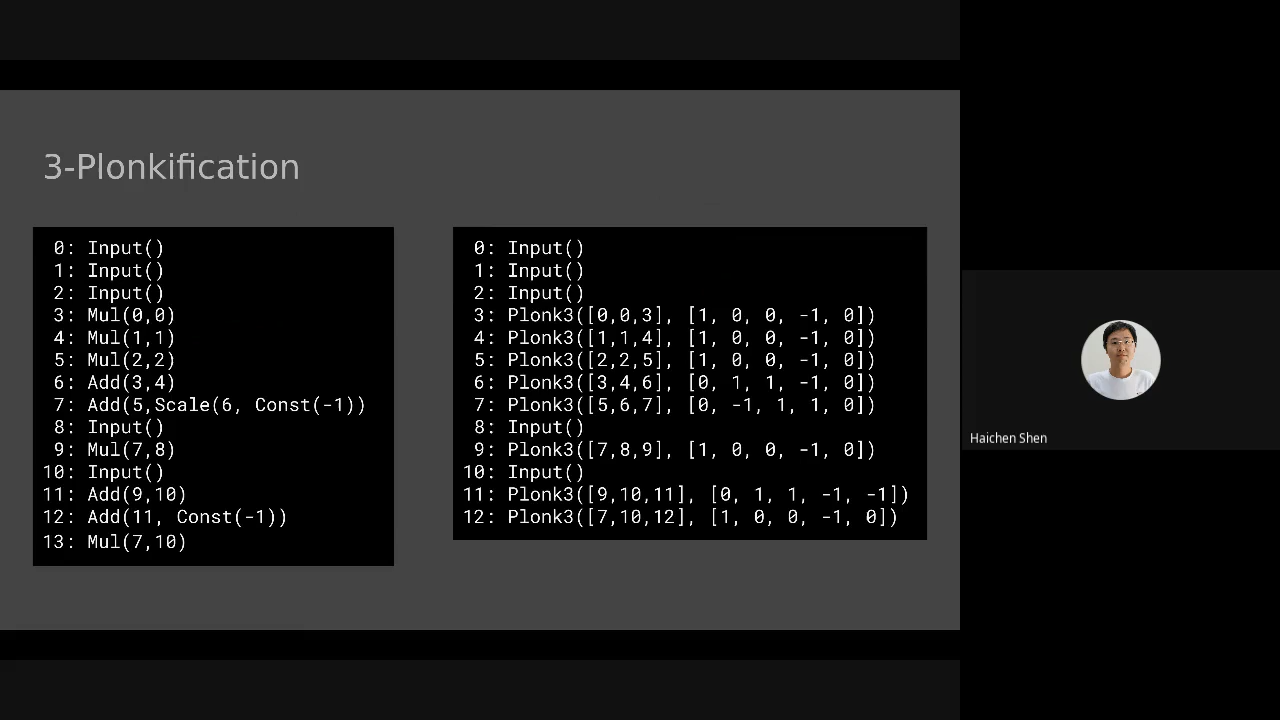 3-Plonkification
0: Input()
1: Input()
2: Input()
3: Mul(0,0)
4: Mul(1,1)
5: Mul(2,2)
6: Add(3,4)
7: Add(5,Scale(6, Const(-1))
8: Input()
9: Mul(7,8)
10: Input()
11: Add(9,10)
12: Add(11, Const(-1))
13: Mul(7,10)
0: Input()
1: Input()
2: Input()
3: Plonk3([0,0,3], [1, 0, 0, -1, 0])
4: Plonk3([1,1,4], [1, 0, 0, -1, 0])
5: Plonk3([2,2,5], [1, 0, 0, -1, 0])
6: Plonk3([3,4,6], [0, 1, 1, -1, 0])
7: Plonk3([5,6,7], [0, -1, 1, 1, 0])
8: Input()
9: Plonk3([7,8,9], [1, 0, 0, -1, 0])
10: Input()
11: Plonk3([9,10,11], [0, 1, 1, -1, -1])
12: Plonk3([7,10,12], [1, 0, 0, -1, 0])
Haichen Shen